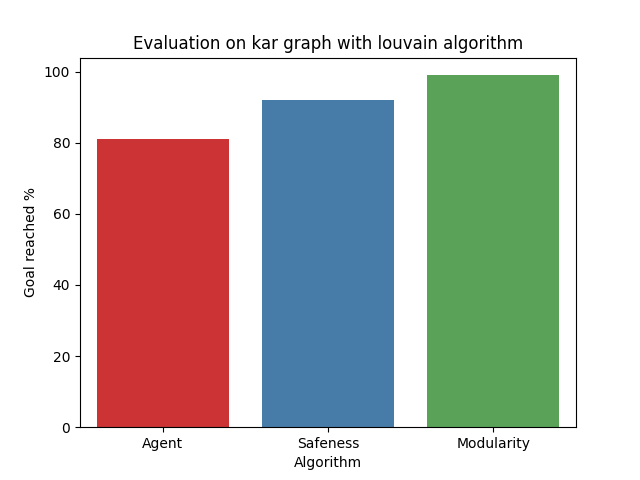 Evaluation on kar graph with louvain algorithm
Goal reached %
100
80
60
40
20
0
Agent Safeness Modularity
Algorithm